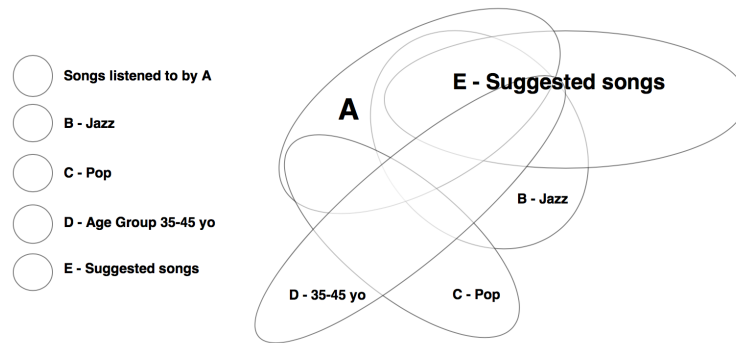 Songs listened to by A
B - Jazz
C - Pop
D - Age Group 35-45 yo
E - Suggested songs
E - Suggested songs
A
B - Jazz
D - 35-45 yo
C - Pop